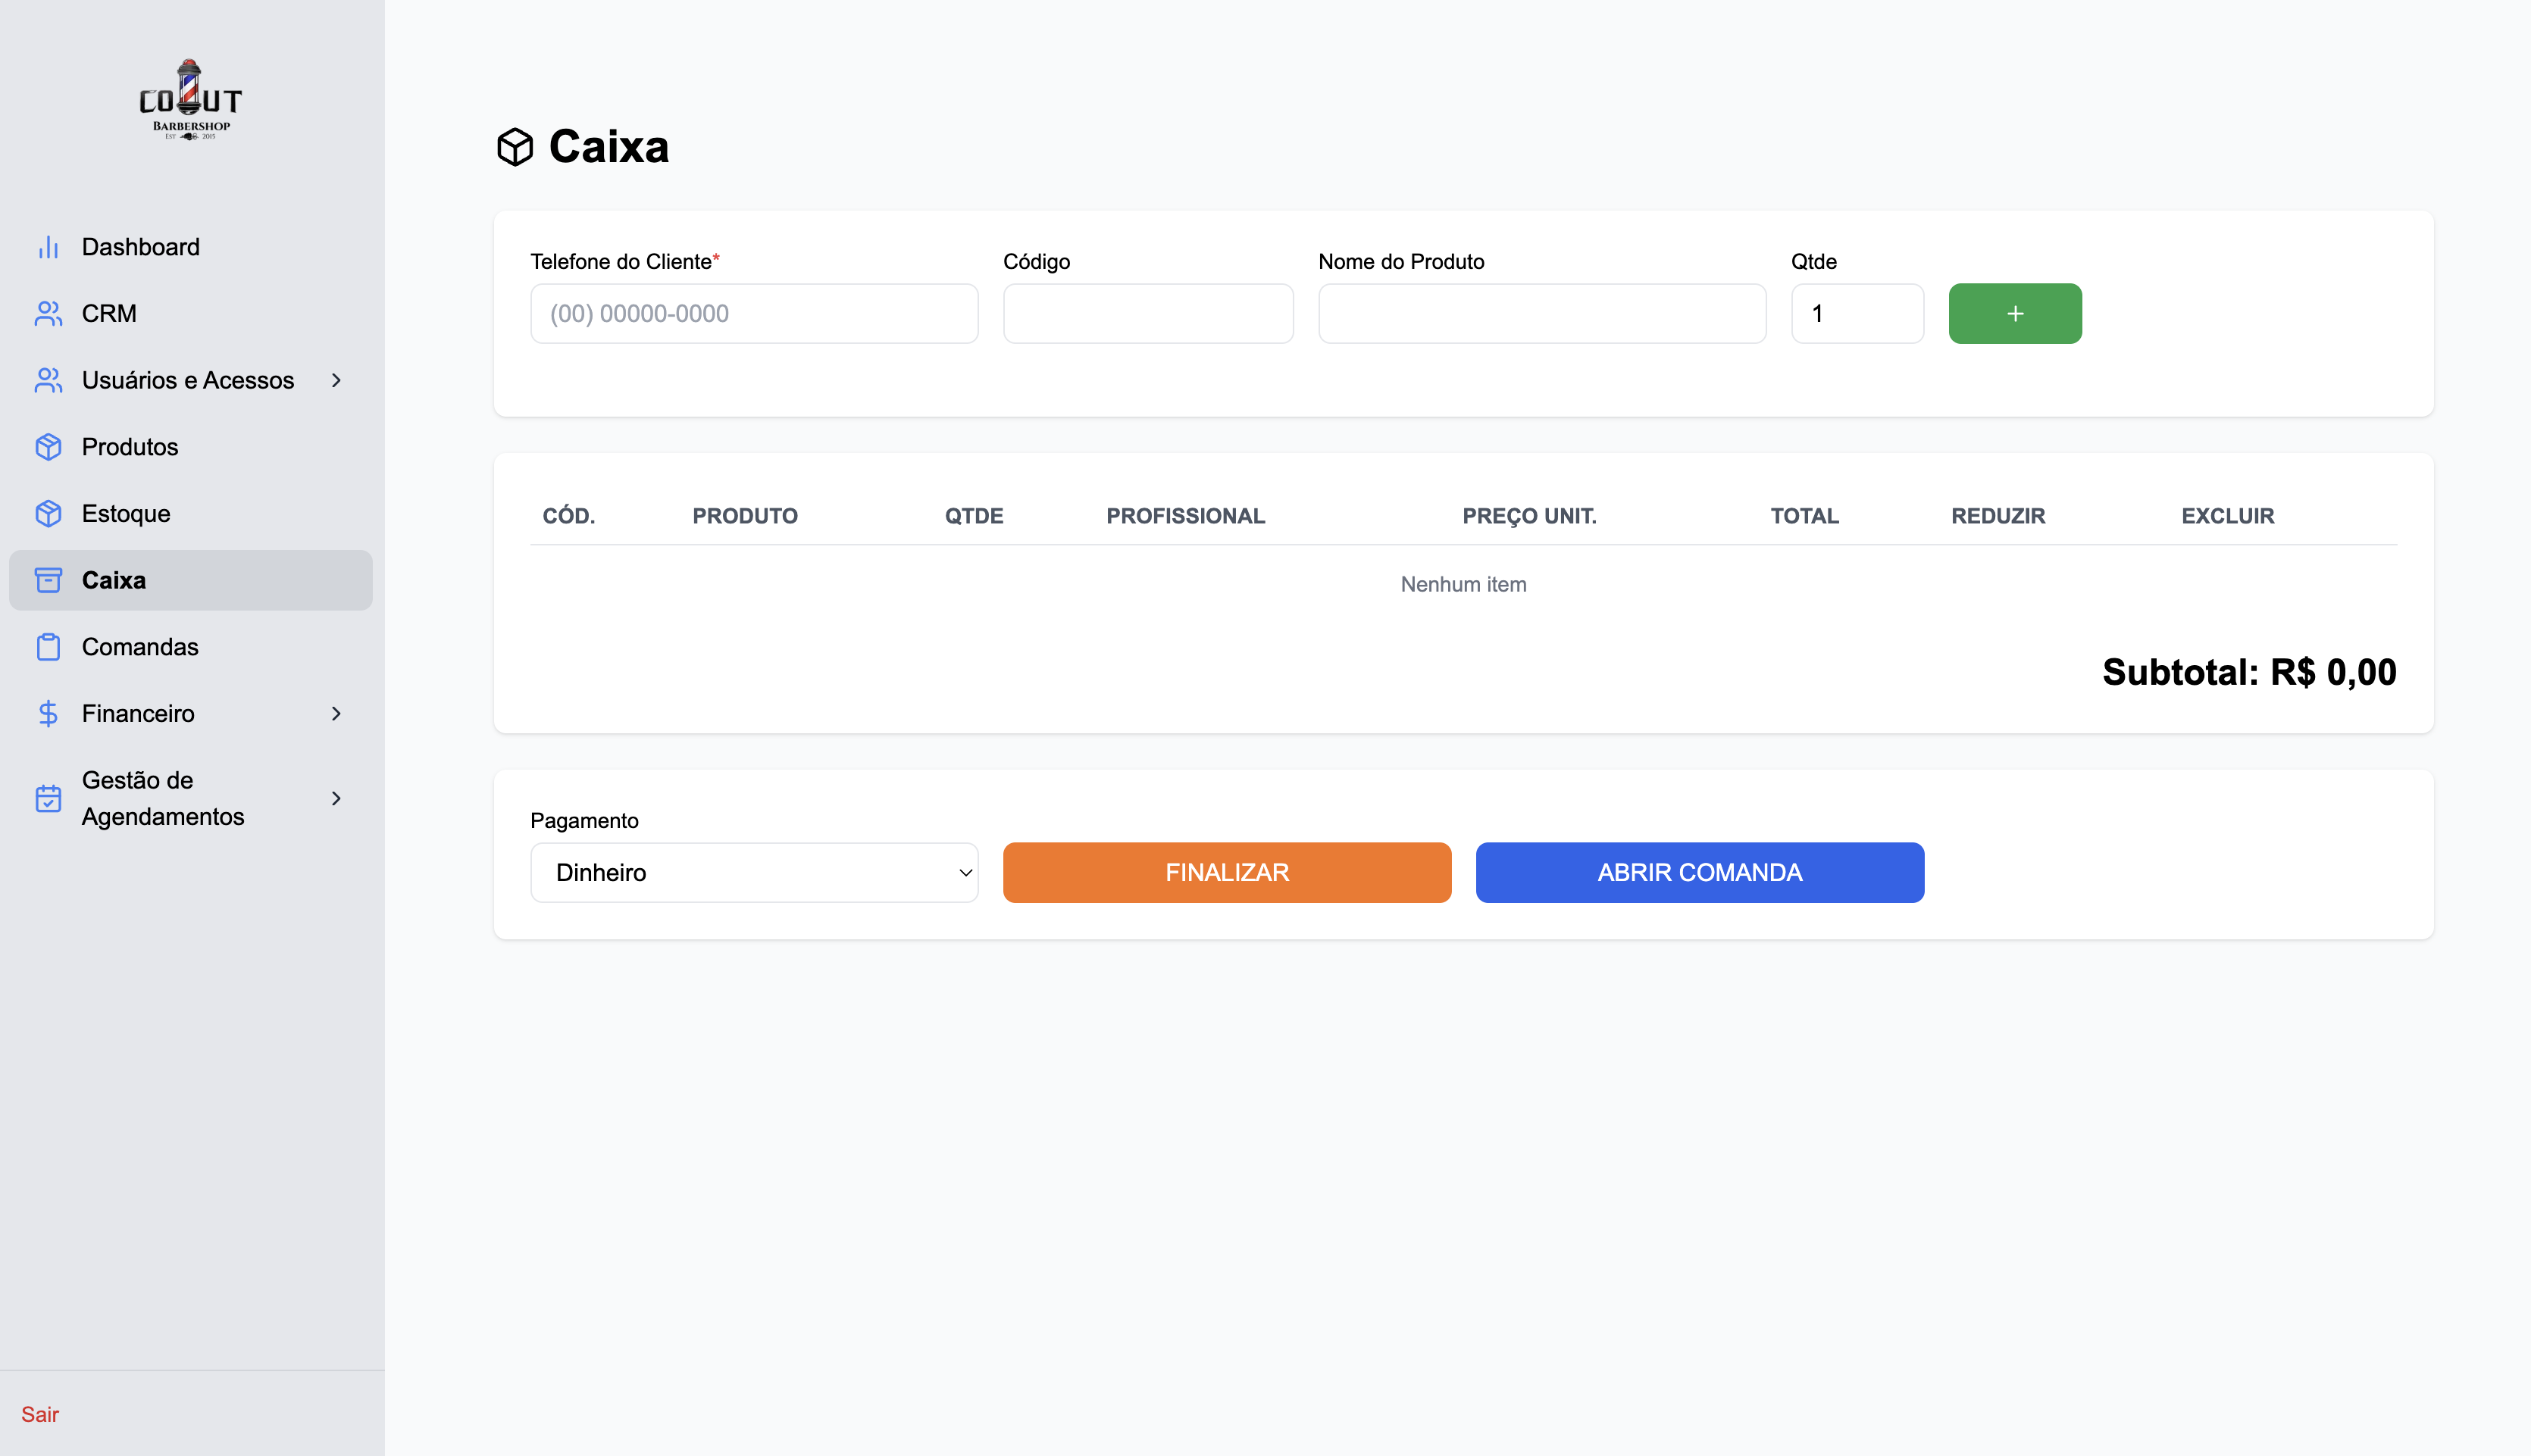 CO UT
BARBERSHOP
EST 2015
Dashboard
CRM
Usuários e Acessos
Produtos
Estoque
Caixa
Comandas
Financeiro
Gestão de
Agendamentos
Sair
Caixa
Telefone do Cliente* Código Nome do Produto Qtde
(00) 00000-0000 1 +
CÓD. PRODUTO QTDE PROFISSIONAL PREÇO UNIT. TOTAL REDUZIR EXCLUIR
Nenhum item
Subtotal: R$ 0,00
Pagamento
Dinheiro FINALIZAR ABRIR COMANDA